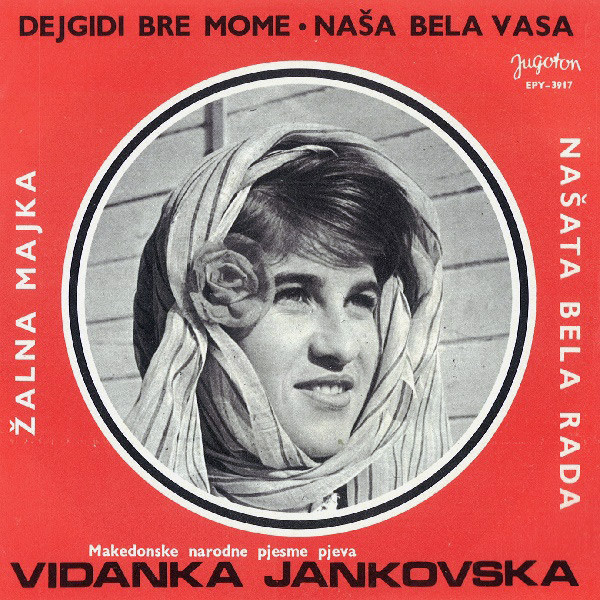 DEJGIDI BRE MOME • NAŠA BELA VASA
Jugoton
EPY-3917
ŽALNA MAJKA
NAŠATA BELA RADA
Makedonske narodne pjesme pjeva
VIDANKA JANKOVSKA